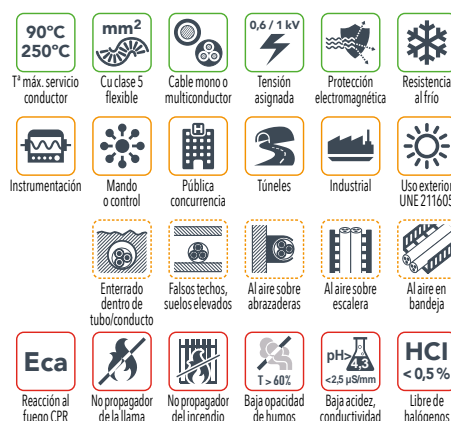 90ºC
250ºC
mm²
0,6 / 1 kV
Tª máx. servicio
conductor
Cu clase 5
flexible
Cable mono o
multiconductor
Tensión
asignada
Protección
electromagnética
Resistencia
al frío
H
Instrumentación
Mando
o control
Pública
concurrencia
Túneles
Industrial
Uso exterior
UNE 211605
Enterrado
dentro de
tubo/conducto
Falsos techos,
suelos elevados
Al aire sobre
abrazaderas
Al aire sobre
escalera
Al aire en
bandeja
Eca
T > 60%
pH>4,3
<2,5 µS/mm
HCl
< 0,5 %
Reacción al
fuego CPR
No propagador
de la llama
No propagador
del incendio
Baja opacidad
de humos
Baja acidez,
conductividad
Libre de
halógenos